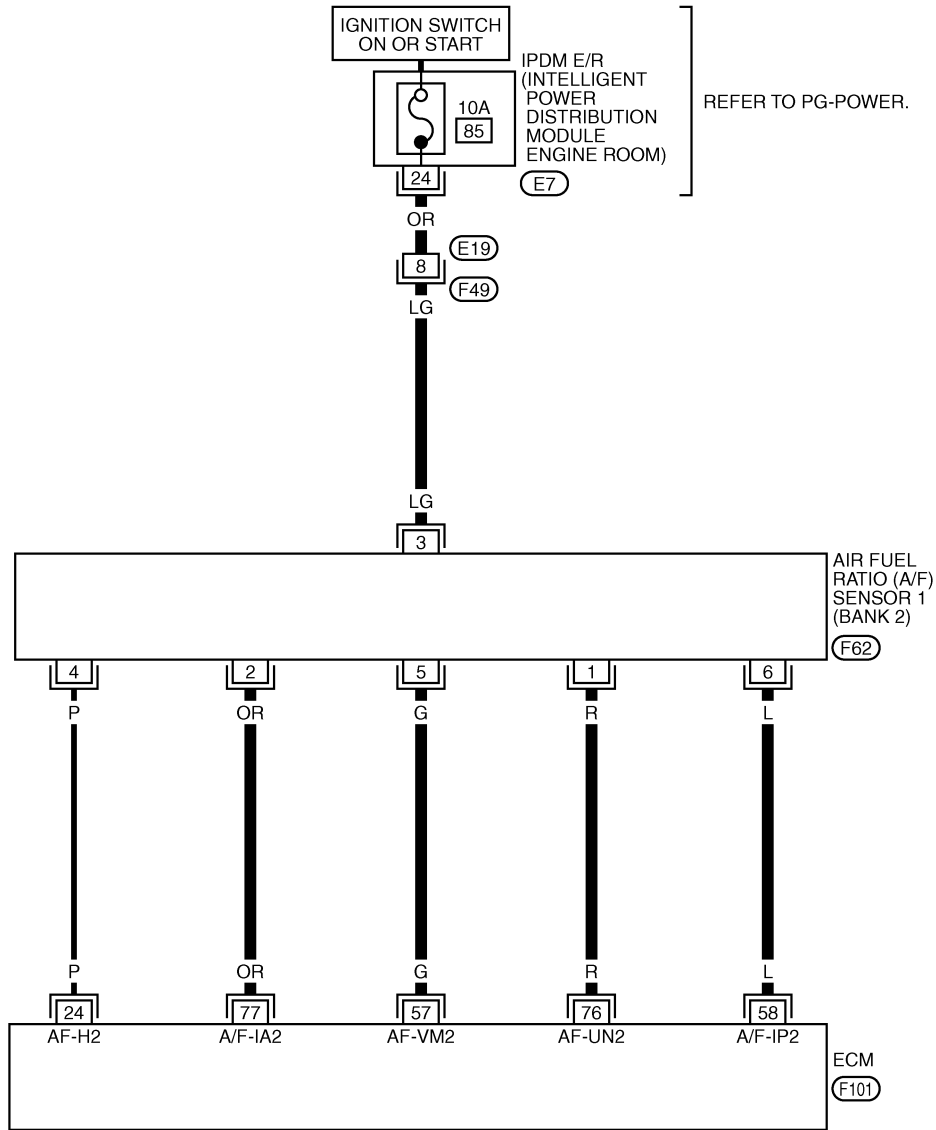 IGNITION SWITCH
ON OR START
IPDM E/R
(INTELLIGENT
POWER
DISTRIBUTION
MODULE
ENGINE ROOM)
REFER TO PG-POWER.
10A
85
24
E7
OR
E19
8
F49
LG
LG
3
AIR FUEL
RATIO (A/F)
SENSOR 1
(BANK 2)
F62
4 2 5 1 6
P OR G R L
P OR G R L
24 77 57 76 58
AF-H2 A/F-IA2 AF-VM2 AF-UN2 A/F-IP2
ECM
F101